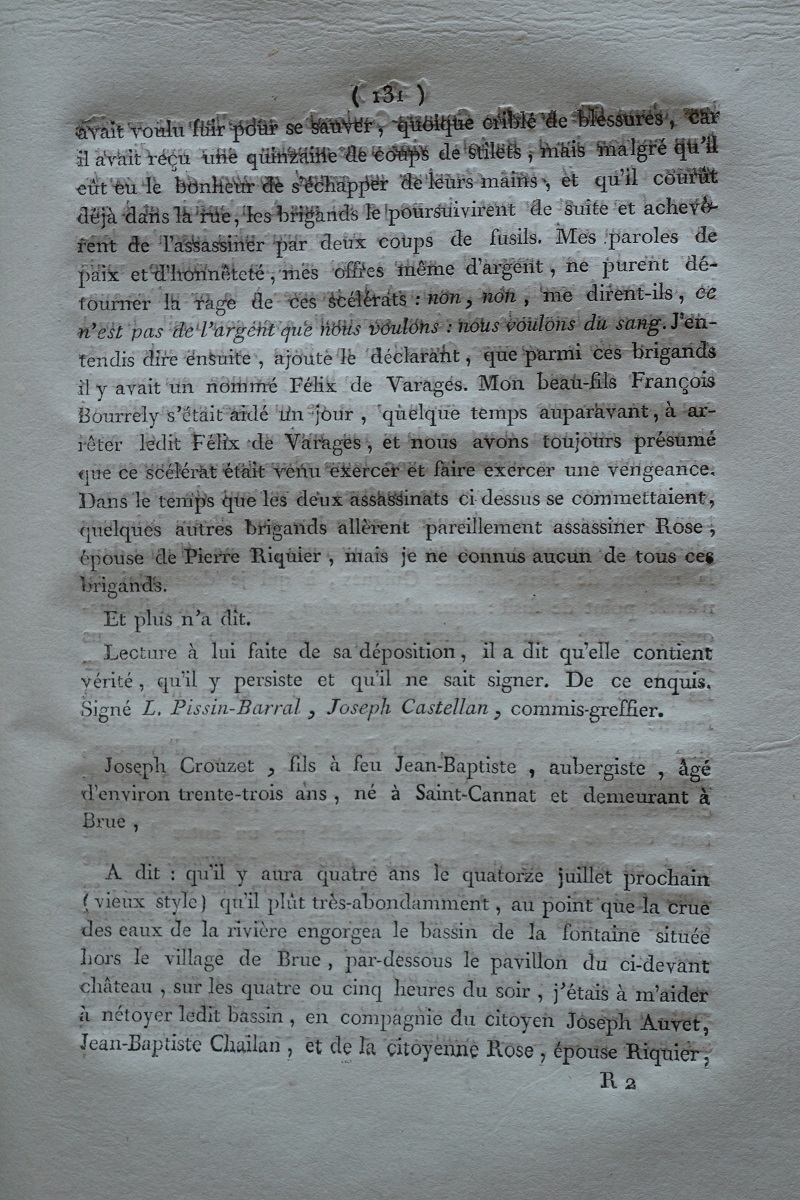 ( 131 )
avait voulu fuir pour se sauver, quoique criblé de blessures, car
il avait reçu une quinzaine de coups de stilets, mais malgré qu'il
eût eu le bonheur de s'échapper de leurs mains, et qu'il courût
déjà dans la rue, les brigands le poursuivirent de suite et achevè-
rent de l'assassiner par deux coups de fusils. Mes paroles de
paix et d'honnêteté, mes offres même d'argent, ne purent dé-
tourner la rage de ces scélérats : non, non, me dirent-ils, ce
n'est pas de l'argent que nous voulons : nous voulons du sang. J'en-
tendis dire ensuite, ajoute le déclarant, que parmi ces brigands
il y avait un nommé Félix de Varages. Mon beau-fils François
Bourrely s'était aidé un jour, quelque temps auparavant, à ar-
rêter ledit Félix de Varages, et nous avons toujours présumé
que ce scélérat était venu exercer et faire exercer une vengeance.
Dans le temps que les deux assassinats ci dessus se commettaient,
quelques autres brigands allèrent pareillement assassiner Rose,
épouse de Pierre Riquier, mais je ne connus aucun de tous ces
brigands.
Et plus n'a dit.
Lecture à lui faite de sa déposition, il a dit qu'elle contient
vérité, qu'il y persiste et qu'il ne sait signer. De ce enquis.
Signé L. Pissin-Barral, Joseph Castellan, commis-greffier.
Joseph Crouzet, fils à feu Jean-Baptiste, aubergiste, âgé
d'environ trente-trois ans, né à Saint-Cannat et demeurant à
Brue,
A dit : qu'il y aura quatre ans le quatorze juillet prochain
(vieux style) qu'il plût très-abondamment, au point que la crue
des eaux de la rivière engorgea le bassin de la fontaine située
hors le village de Brue, par-dessous le pavillon du ci-devant
château, sur les quatre ou cinq heures du soir, j'étais à m'aider
à nétoyer ledit bassin, en compagnie du citoyen Joseph Auvet,
Jean-Baptiste Chailan, et de la citoyenne Rose, épouse Riquier,
R 2